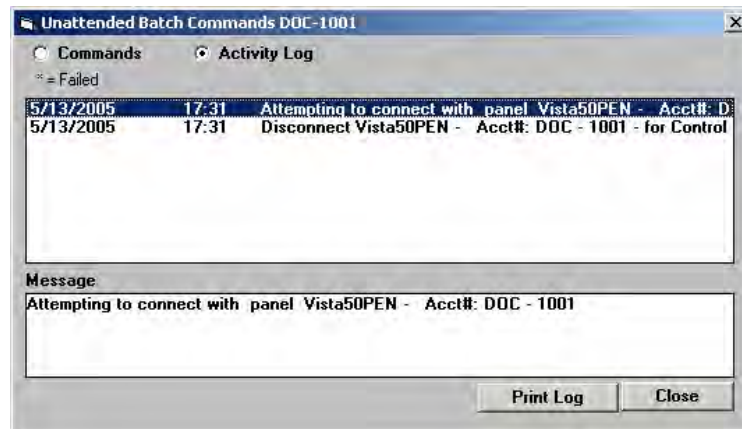 Unattended Batch Commands DOC-1001
Commands Activity Log
* = Failed
5/13/2005 17:31 Attempting to connect with panel Vista50PEN - Acct#: D
5/13/2005 17:31 Disconnect Vista50PEN - Acct#: DOC - 1001 - for Control
Message
Attempting to connect with panel Vista50PEN - Acct#: DOC - 1001
Print Log Close